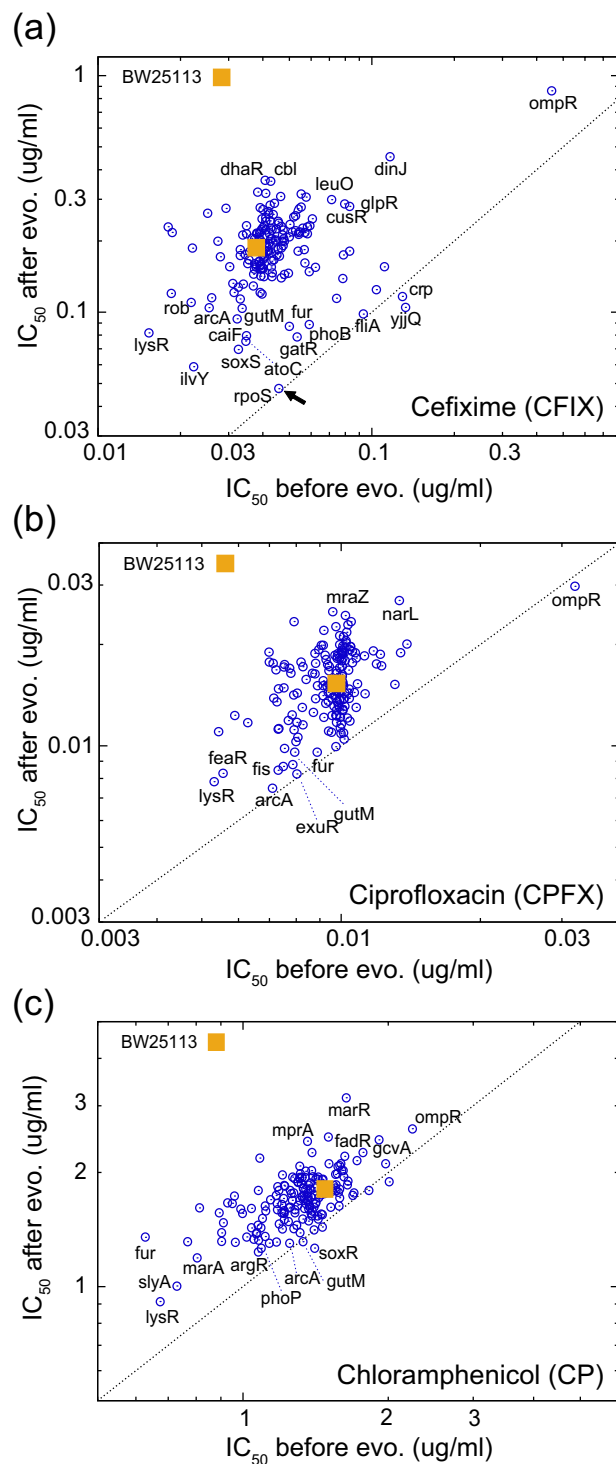 (a)
1
BW25113
ompR
dinJ
dhaR
cbl
leuO
glpR
cusR
0.3
IC50 after evo. (ug/ml)
rob
crp
0.1
arcA
gutM
fur
fliA
yjjQ
lysR
caiF
phoB
soxS
gatR
ilvY
atoC
rpoS
Cefixime (CFIX)
0.03
0.01
0.03
0.1
0.3
IC50 before evo. (ug/ml)
(b)
BW25113
0.03
mraZ
narL
ompR
IC50 after evo. (ug/ml)
0.01
feaR
fis
fur
lysR
arcA
gutM
exuR
Ciprofloxacin (CPFX)
0.003
0.003
0.01
0.03
IC50 before evo. (ug/ml)
(c)
BW25113
3
marR
ompR
mprA
fadR
gcvA
2
IC50 after evo. (ug/ml)
fur
marA
argR
soxR
slyA
arcA
gutM
1
phoP
lysR
Chloramphenicol (CP)
1
2
3
IC50 before evo. (ug/ml)